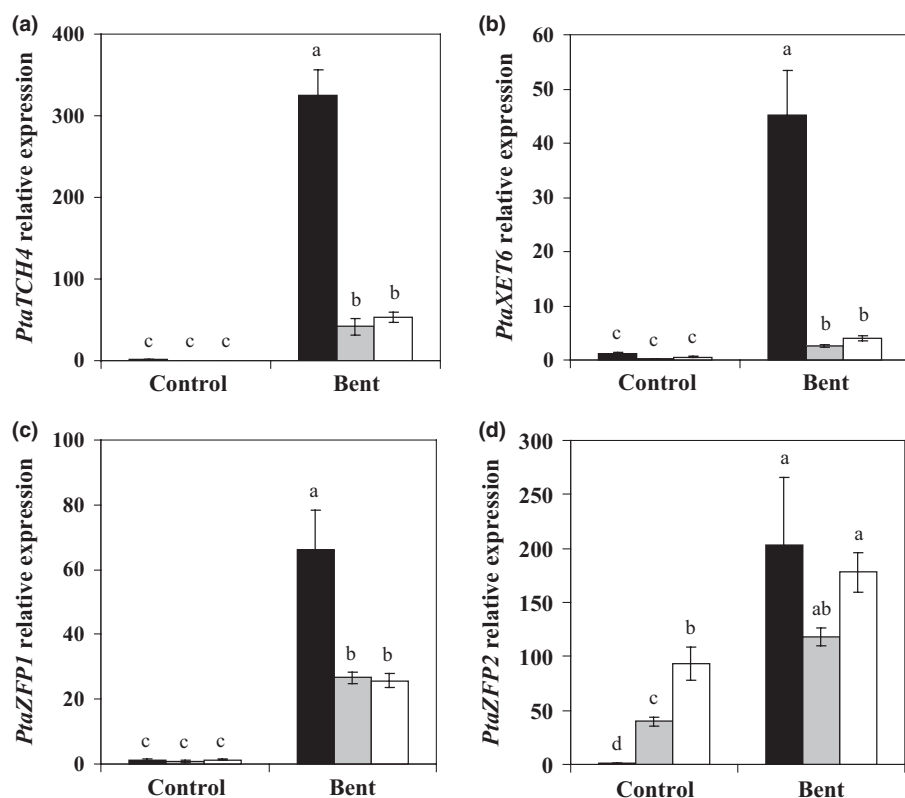 (a)
PtaTCH4 relative expression
400
300
200
100
0
c c c
a
b b
Control Bent
(b)
PtaXET6 relative expression
60
50
40
30
20
10
0
c c c
a
b b
Control Bent
(c)
PtaZFP1 relative expression
100
80
60
40
20
0
c c c
a
b b
Control Bent
(d)
PtaZFP2 relative expression
300
250
200
150
100
50
0
d c b
a ab a
Control Bent